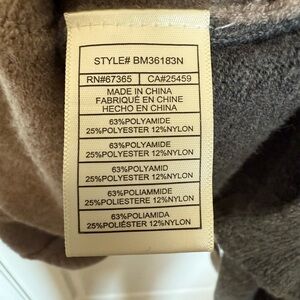 STYLE# BM36183N
RN#67365 CA#25459
MADE IN CHINA
FABRIQUÉ EN CHINE
HECHO EN CHINA
63%POLYAMIDE
25%POLYESTER 12%NYLON
63%POLYAMIDE
25%POLYESTER 12%NYLON
63%POLYAMID
25%POLYESTER 12%NYLON
63%POLIAMMIDE
25%POLIESTERE 12%NYLON
63%POLIAMIDA
25%POLIÉSTER 12%NYLON